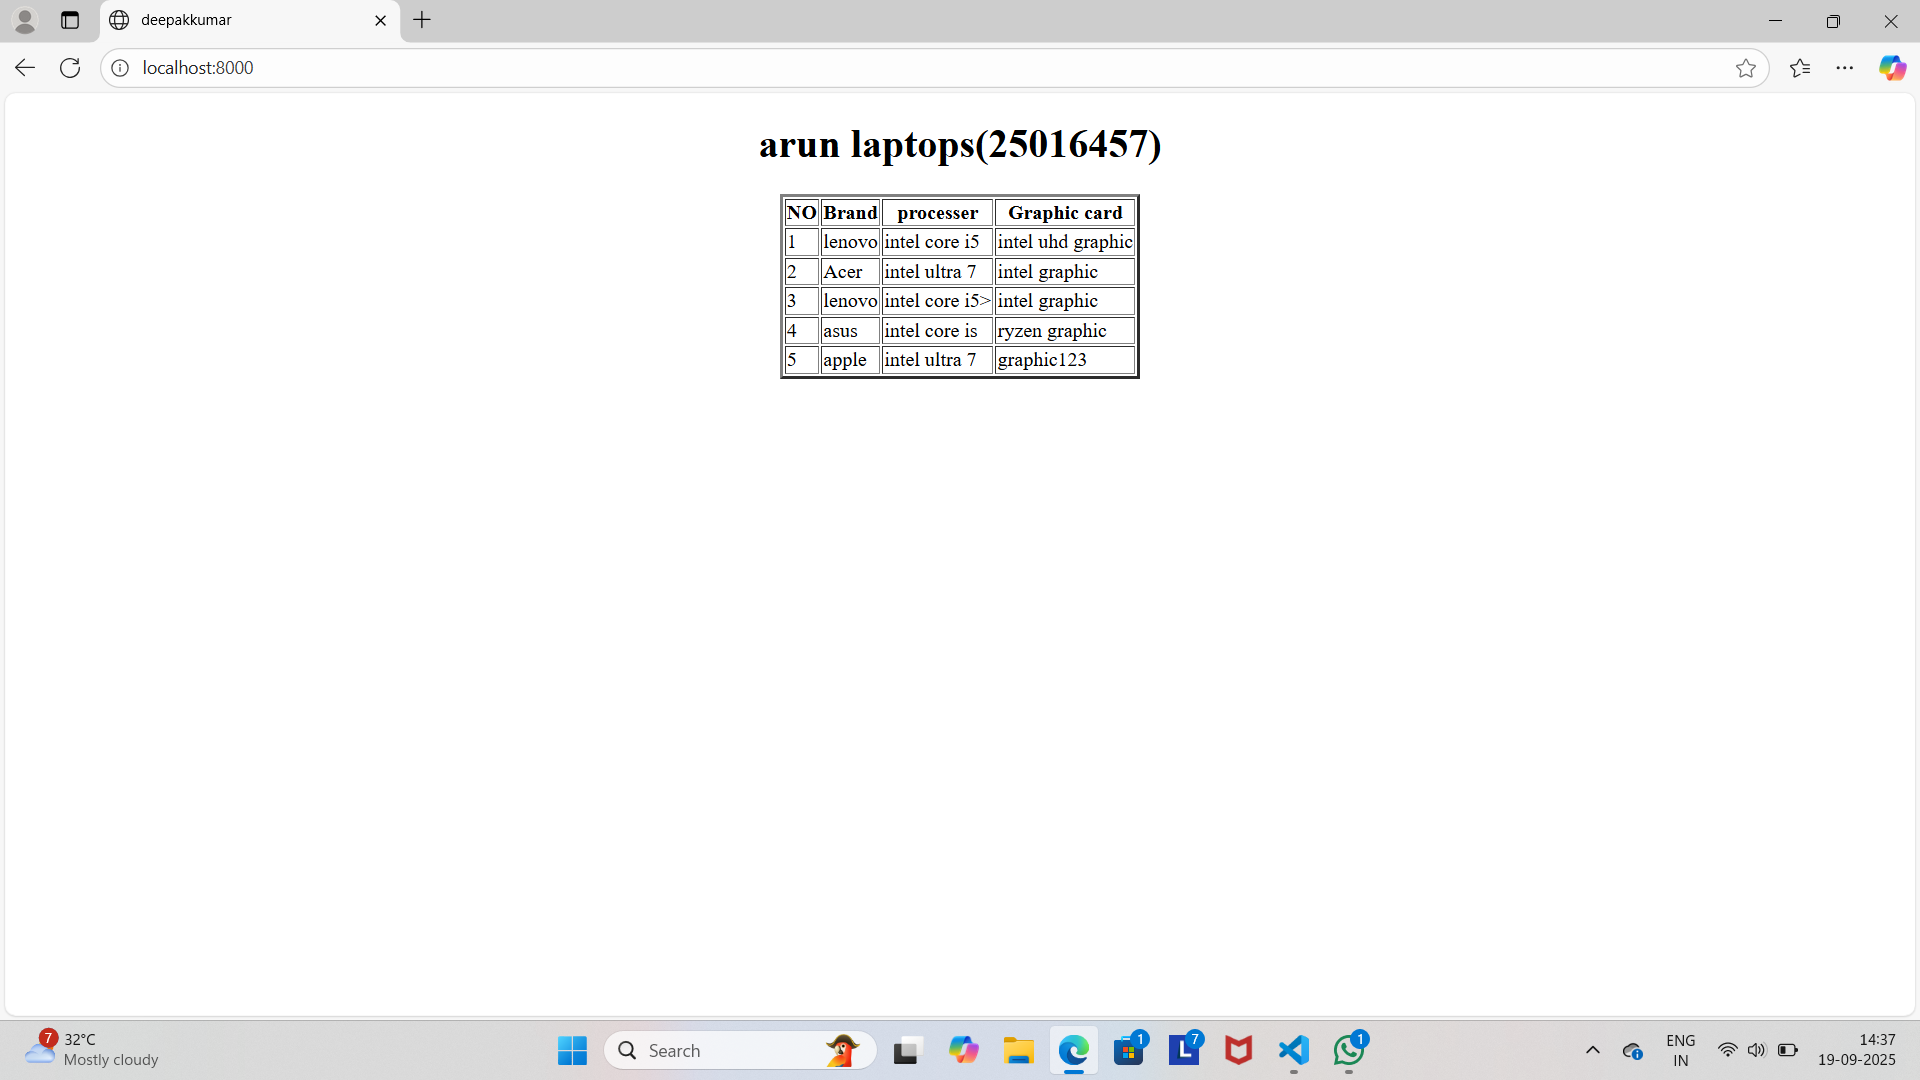 deepakkumar
localhost:8000
arun laptops(25016457)
NO Brand processer Graphic card
1 lenovo intel core i5 intel uhd graphic
2 Acer intel ultra 7 intel graphic
3 lenovo intel core i5> intel graphic
4 asus intel core is ryzen graphic
5 apple intel ultra 7 graphic123
7 32°C
Mostly cloudy
Search
L
1
7
1
ENG
IN
14:37
19-09-2025